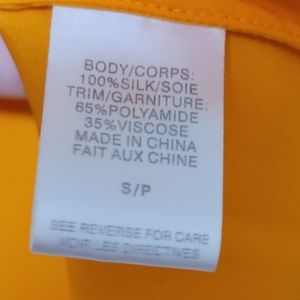 BODY/CORPS:
100%SILK/SOIE
TRIM/GARNITURE:
65%POLYAMIDE
35%VISCOSE
MADE IN CHINA
FAIT AUX CHINE
S/P
SEE REVERSE FOR CARE
VOIR LES DIRECTIVES